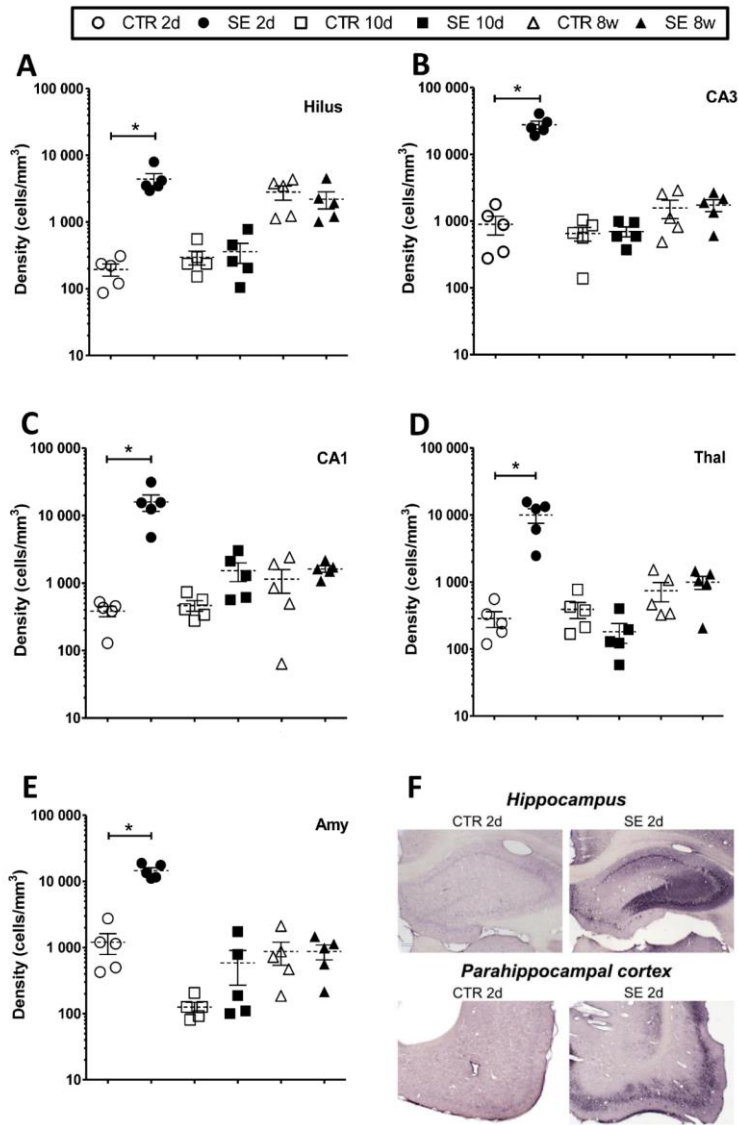 ○ CTR 2d ● SE 2d □ CTR 10d ■ SE 10d △ CTR 8w ▲ SE 8w
A
Hilus
Density (cells/mm³)
100 000
10 000
1 000
100
10
*
B
CA3
Density (cells/mm³)
100 000
10 000
1 000
100
10
*
C
CA1
Density (cells/mm³)
100 000
10 000
1 000
100
10
*
D
Thal
Density (cells/mm³)
100 000
10 000
1 000
100
10
*
E
Amy
Density (cells/mm³)
100 000
10 000
1 000
100
10
*
F
Hippocampus
CTR 2d SE 2d
Parahippocampal cortex
CTR 2d SE 2d